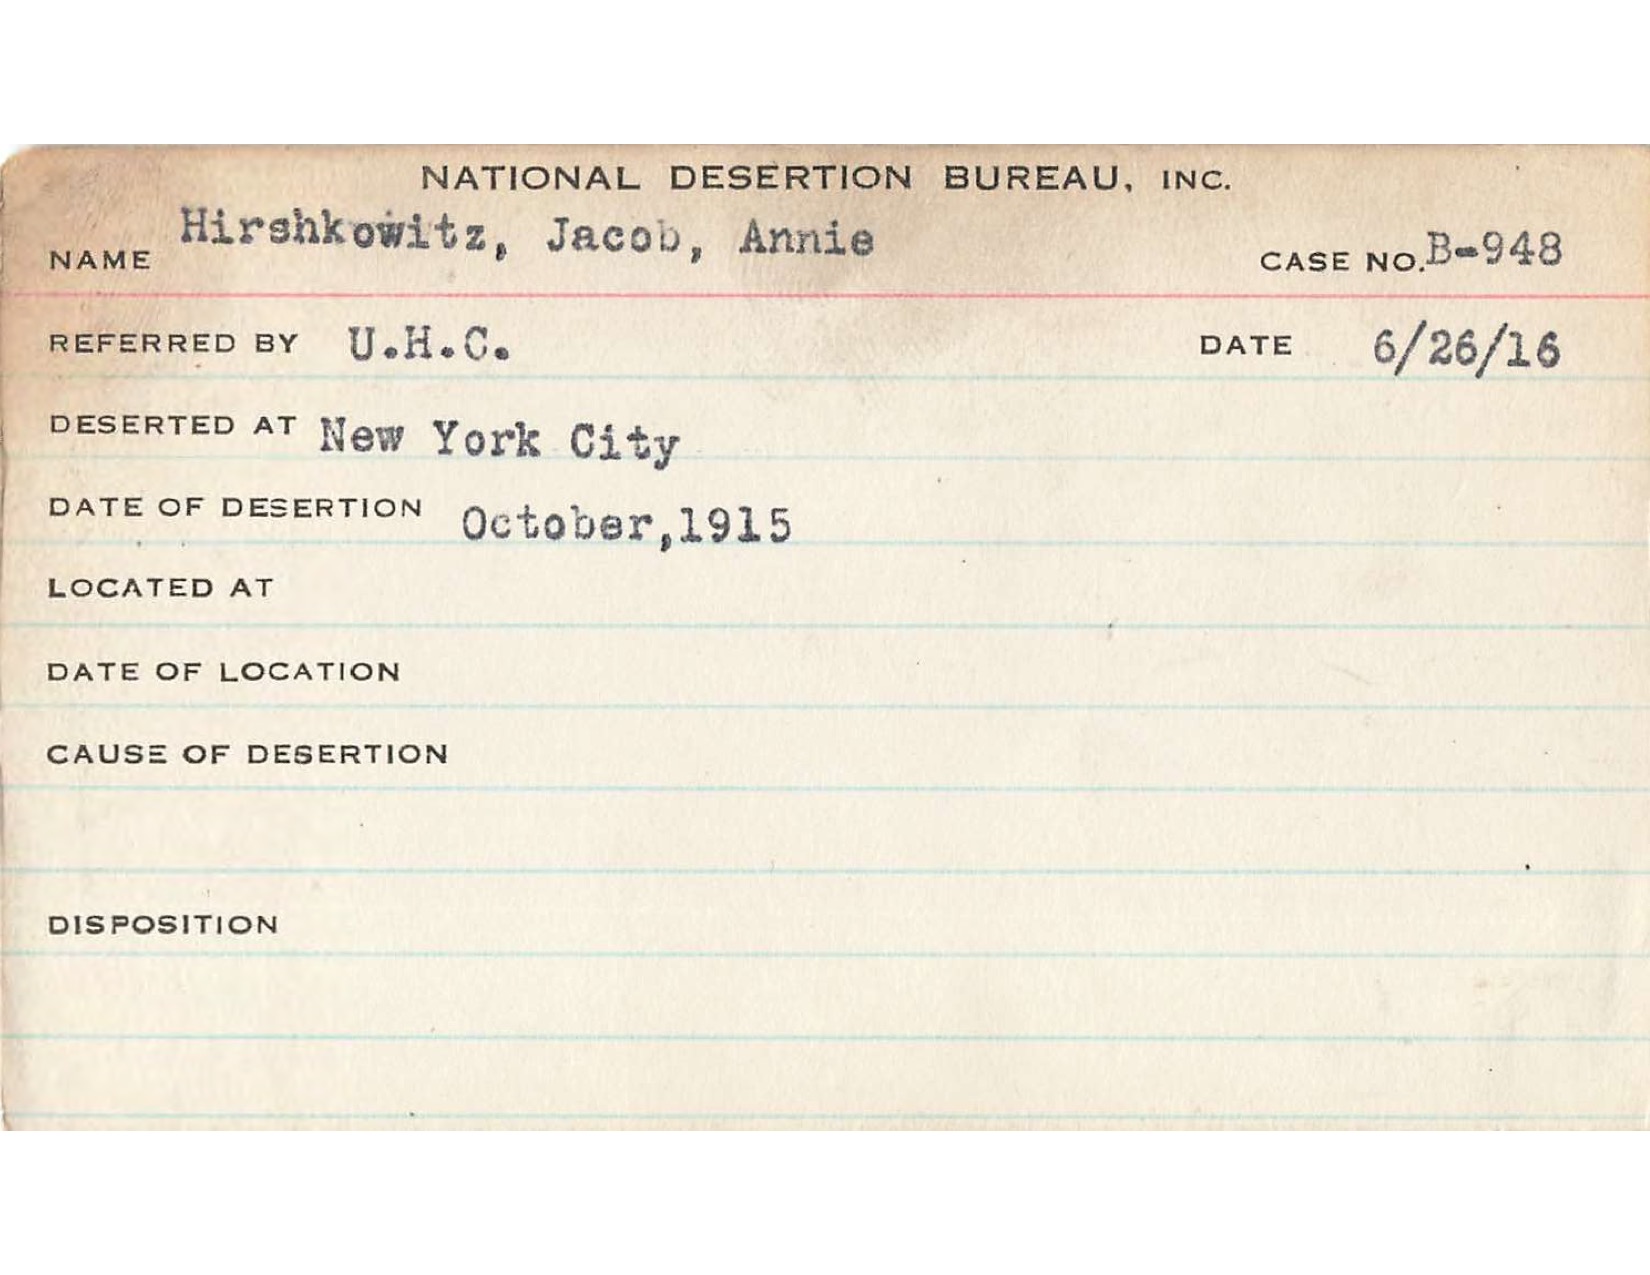 NATIONAL DESERTION BUREAU, INC.
NAME Hirshkowitz, Jacob, Annie CASE NO. B-948
REFERRED BY U.H.C. DATE 6/26/16
DESERTED AT New York City
DATE OF DESERTION October,1915
LOCATED AT
DATE OF LOCATION
CAUSE OF DESERTION
DISPOSITION